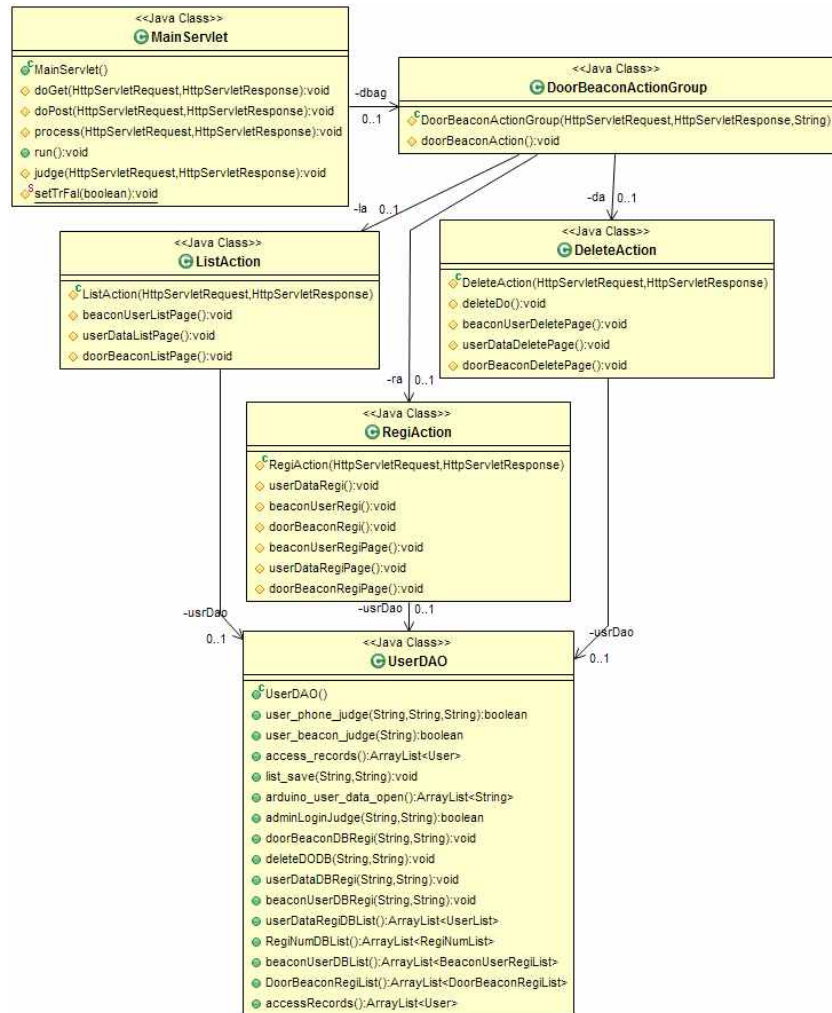 <<Java Class>>
MainServlet
MainServlet()
doGet(HttpServletRequest,HttpServletResponse):void
doPost(HttpServletRequest,HttpServletResponse):void
process(HttpServletRequest,HttpServletResponse):void
run():void
judge(HttpServletRequest,HttpServletResponse):void
setTrFal(boolean):void
-dbag
0..1
<<Java Class>>
DoorBeaconActionGroup
DoorBeaconActionGroup(HttpServletRequest,HttpServletResponse,String)
doorBeaconAction():void
-la 0..1
-da 0..1
<<Java Class>>
ListAction
ListAction(HttpServletRequest,HttpServletResponse)
beaconUserListPage():void
userDataListPage():void
doorBeaconListPage():void
<<Java Class>>
DeleteAction
DeleteAction(HttpServletRequest,HttpServletResponse)
deleteDo():void
beaconUserDeletePage():void
userDataDeletePage():void
doorBeaconDeletePage():void
-ra 0..1
<<Java Class>>
RegiAction
RegiAction(HttpServletRequest,HttpServletResponse)
userDataRegi():void
beaconUserRegi():void
doorBeaconRegi():void
beaconUserRegiPage():void
userDataRegiPage():void
doorBeaconRegiPage():void
-usrDao
0..1
-usrDao 0..1
-usrDao
0..1
<<Java Class>>
UserDAO
UserDAO()
user_phone_judge(String,String,String):boolean
user_beacon_judge(String):boolean
access_records():ArrayList<User>
list_save(String,String):void
arduino_user_data_open():ArrayList<String>
adminLoginJudge(String,String):boolean
doorBeaconDBRegi(String,String):void
deleteDODB(String,String):void
userDataDBRegi(String,String):void
beaconUserDBRegi(String,String):void
userDataRegiDBList():ArrayList<UserList>
RegiNumDBList():ArrayList<RegiNumList>
beaconUserDBList():ArrayList<BeaconUserRegiList>
DoorBeaconRegiList():ArrayList<DoorBeaconRegiList>
accessRecords():ArrayList<User>